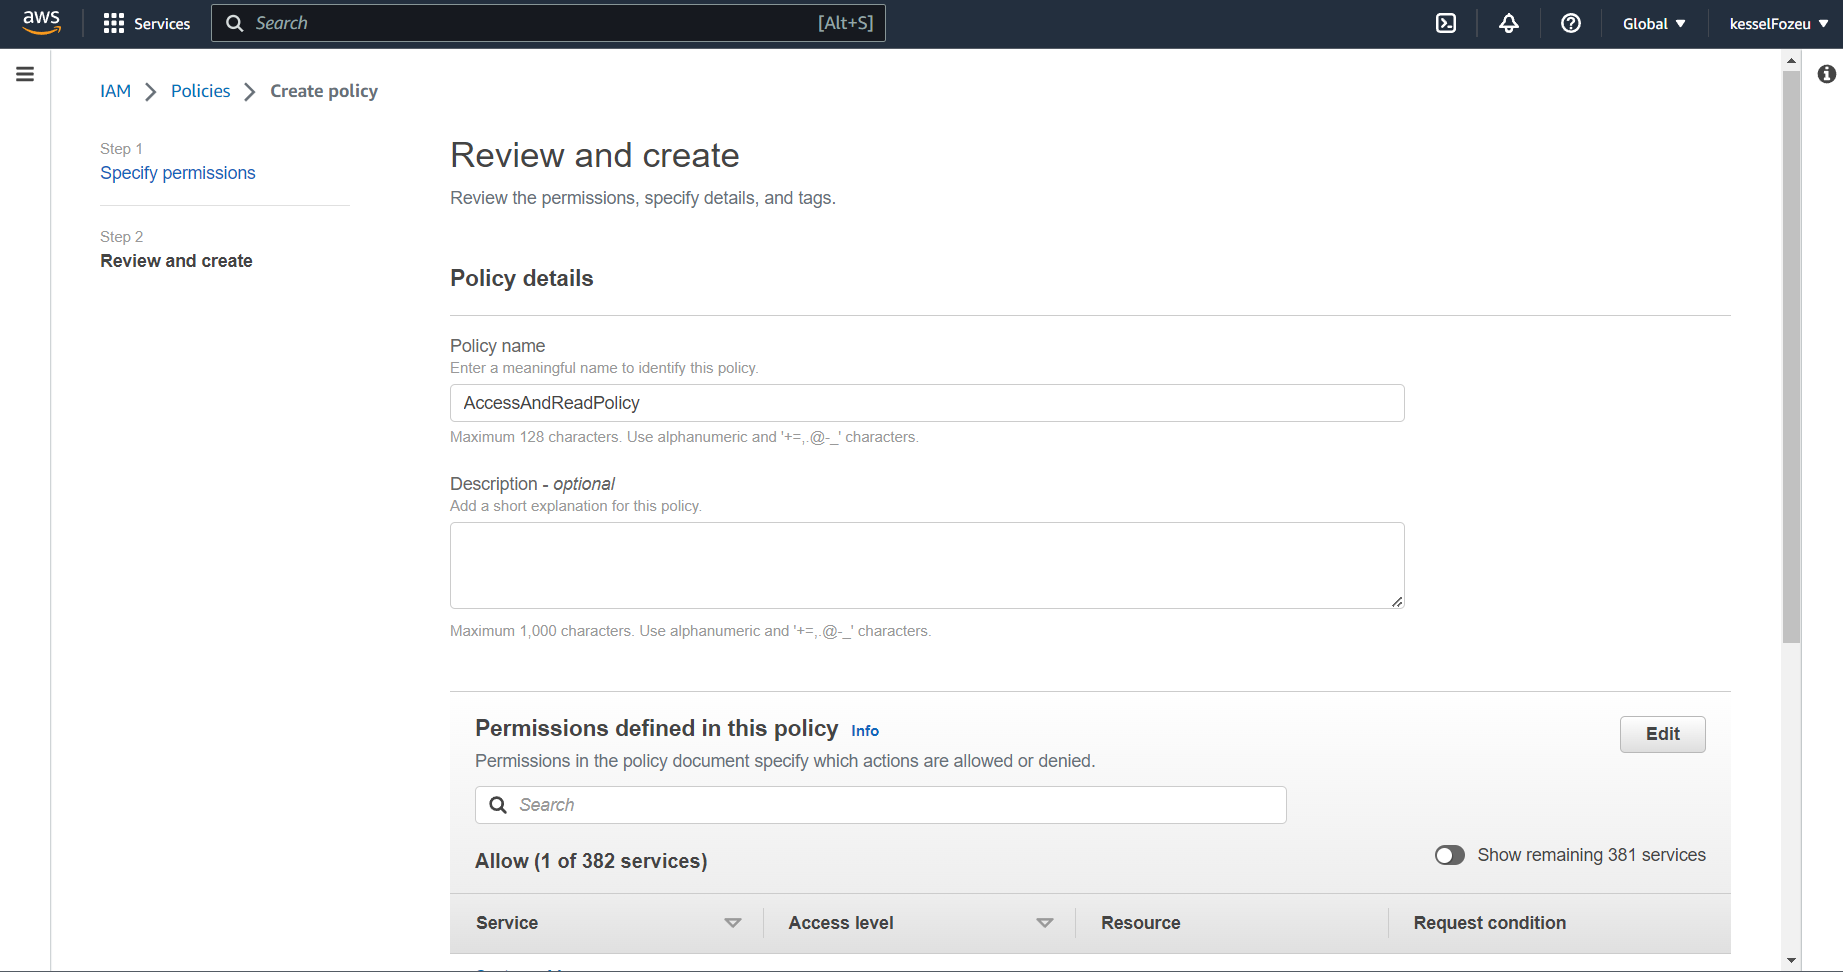 aws Services Search [Alt+S] Global kesselFozeu
IAM Policies Create policy
Step 1
Specify permissions
Step 2
Review and create
Review and create
Review the permissions, specify details, and tags.
Policy details
Policy name
Enter a meaningful name to identify this policy.
AccessAndReadPolicy
Maximum 128 characters. Use alphanumeric and '+=,.@-_' characters.
Description - optional
Add a short explanation for this policy.
Maximum 1,000 characters. Use alphanumeric and '+=,.@-_' characters.
Permissions defined in this policy Info
Edit
Permissions in the policy document specify which actions are allowed or denied.
Search
Allow (1 of 382 services)
Show remaining 381 services
Service Access level Resource Request condition